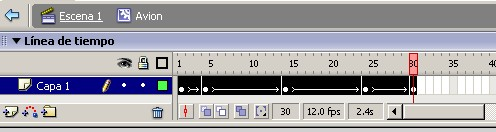 Escena 1 Avion
Línea de tiempo
1 5 10 15 20 25 30 35 40
Capa 1
30 12.0 fps 2.4s